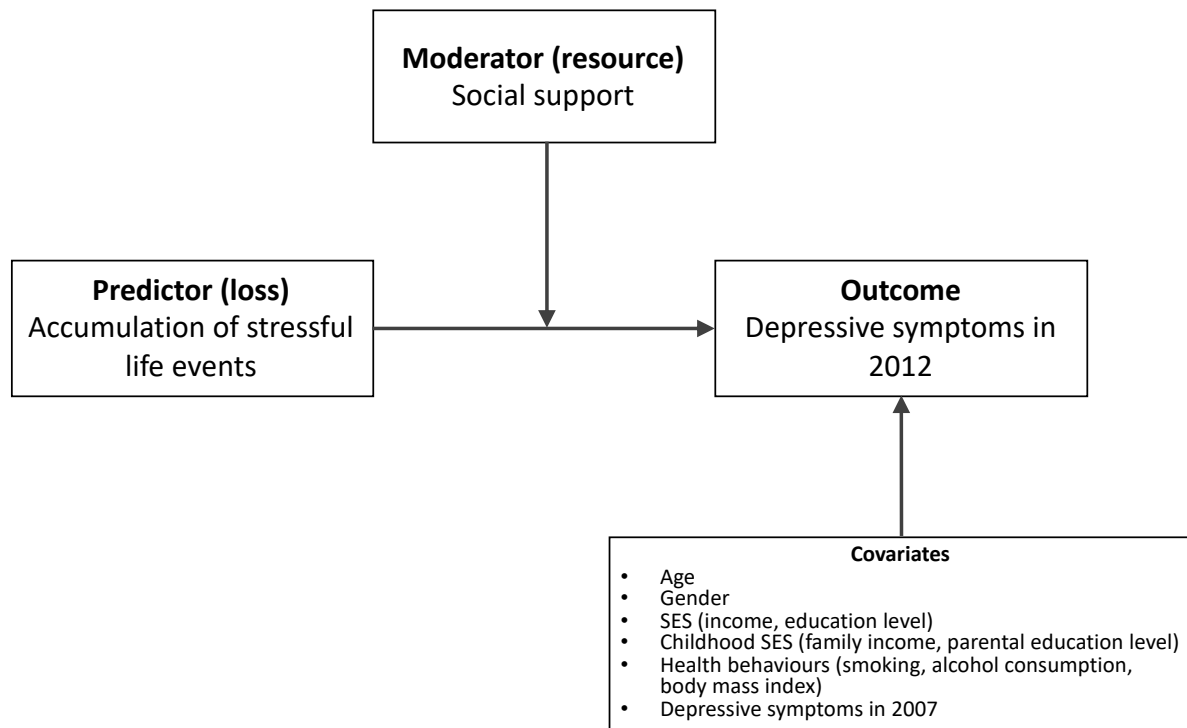 Moderator (resource)
Social support
Predictor (loss)
Accumulation of stressful
life events
Outcome
Depressive symptoms in
2012
Covariates
• Age
• Gender
• SES (income, education level)
• Childhood SES (family income, parental education level)
• Health behaviours (smoking, alcohol consumption,
body mass index)
• Depressive symptoms in 2007